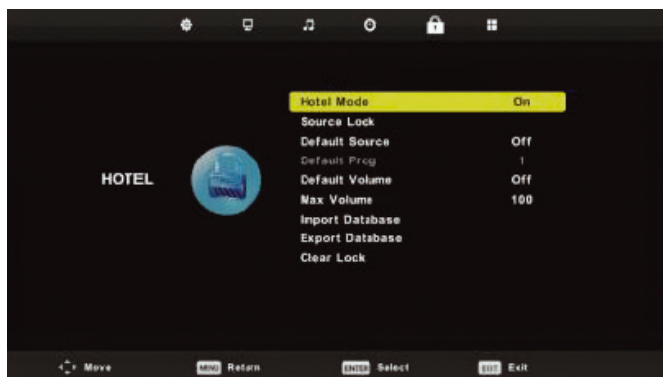 Hotel Mode On
Source Lock
Default Source Off
Default Prog 1
HOTEL
Default Volume Off
Max Volume 100
Import Database
Export Database
Clear Lock
Move MENU Return ENTER Select EXIT Exit